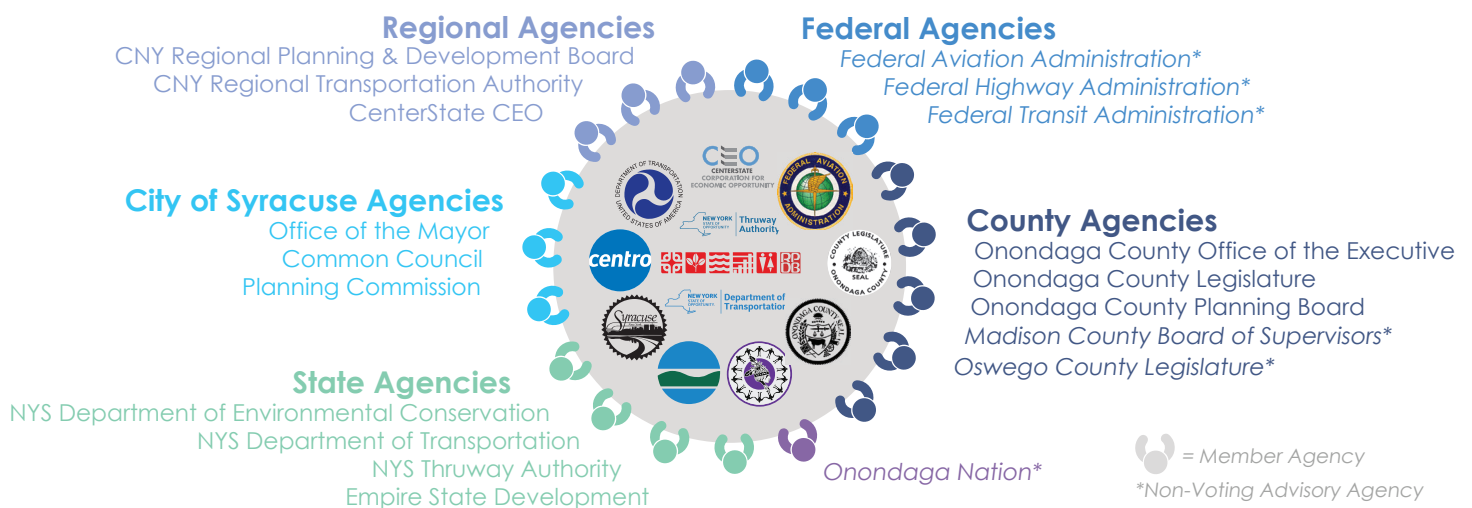 Regional Agencies
CNY Regional Planning & Development Board
CNY Regional Transportation Authority
CenterState CEO
Federal Agencies
Federal Aviation Administration*
Federal Highway Administration*
Federal Transit Administration*
City of Syracuse Agencies
Office of the Mayor
Common Council
Planning Commission
County Agencies
Onondaga County Office of the Executive
Onondaga County Legislature
Onondaga County Planning Board
Madison County Board of Supervisors*
Oswego County Legislature*
State Agencies
NYS Department of Environmental Conservation
NYS Department of Transportation
NYS Thruway Authority
Empire State Development
Onondaga Nation*
= Member Agency
*Non-Voting Advisory Agency
CEO
CENTERSTATE
CORPORATION FOR
ECONOMIC OPPORTUNITY
DEPARTMENT OF TRANSPORTATION
UNITED STATES OF AMERICA
FEDERAL AVIATION
ADMINISTRATION
NEW YORK
STATE OF
OPPORTUNITY
Thruway
Authority
centro
RPDB
COUNTY LEGISLATURE
SEAL
ONONDAGA COUNTY
NEW YORK
STATE OF
OPPORTUNITY
Department of
Transportation
Syracuse
ONONDAGA COUNTY SEAL